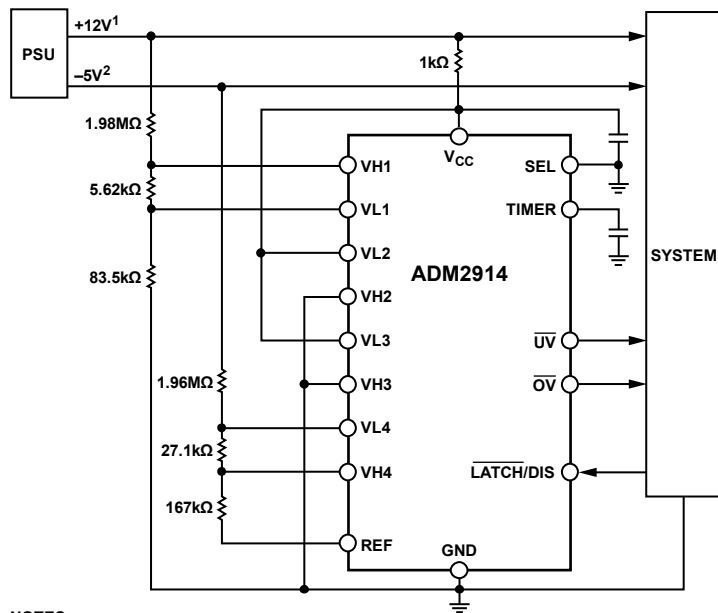 +12V¹
PSU
–5V²
1kΩ
1.98MΩ
VCC
VH1
SEL
5.62kΩ
VL1
TIMER
83.5kΩ
VL2
ADM2914
SYSTEM
VH2
VL3
UV
1.96MΩ
VH3
OV
VL4
27.1kΩ
VH4
LATCH/DIS
167kΩ
REF
GND